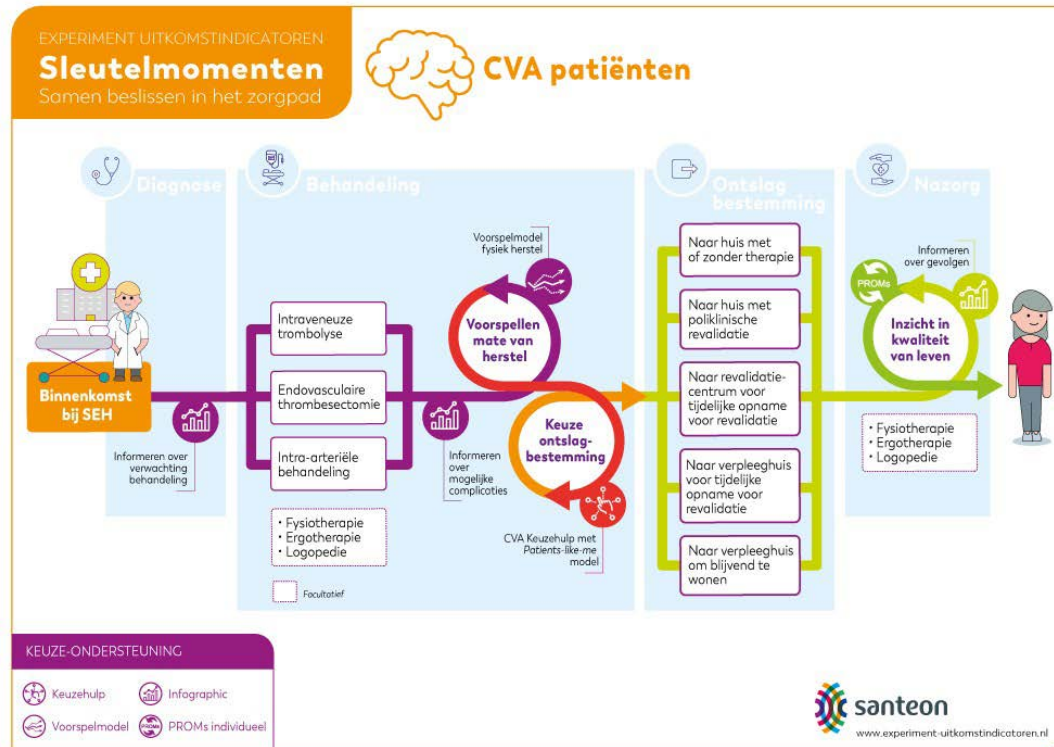 EXPERIMENT UITKOMSTINDICATOREN
Sleutelmomenten
Samen beslissen in het zorgpad
CVA patiënten
Diagnose
Behandeling
Ontslag
bestemming
Nazorg
Binnenkomst
bij SEH
Informeren over
verwachting
behandeling
Intraveneuze
trombolyse
Endovasculaire
thrombesectomie
Intra-arteriële
behandeling
• Fysiotherapie
• Ergotherapie
• Logopedie
Facultatief
Informeren
over
mogelijke
complicaties
Voorspelmodel
fysiek herstel
Voorspellen
mate van
herstel
Keuze
ontslag-
bestemming
CVA Keuzehulp met
Patients-like-me
model
Naar huis met
of zonder therapie
Naar huis met
poliklinische
revalidatie
Naar revalidatie-
centrum voor
tijdelijke opname
voor revalidatie
Naar verpleeghuis
voor tijdelijke
opname voor
revalidatie
Naar verpleeghuis
om blijvend te
wonen
Informeren
over gevolgen
PROMs
Inzicht in
kwaliteit
van leven
• Fysiotherapie
• Ergotherapie
• Logopedie
KEUZE-ONDERSTEUNING
Keuzehulp
Infographic
Voorspelmodel
PROMs
PROMs individueel
santeon
www.experiment-uitkomstindicatoren.nl